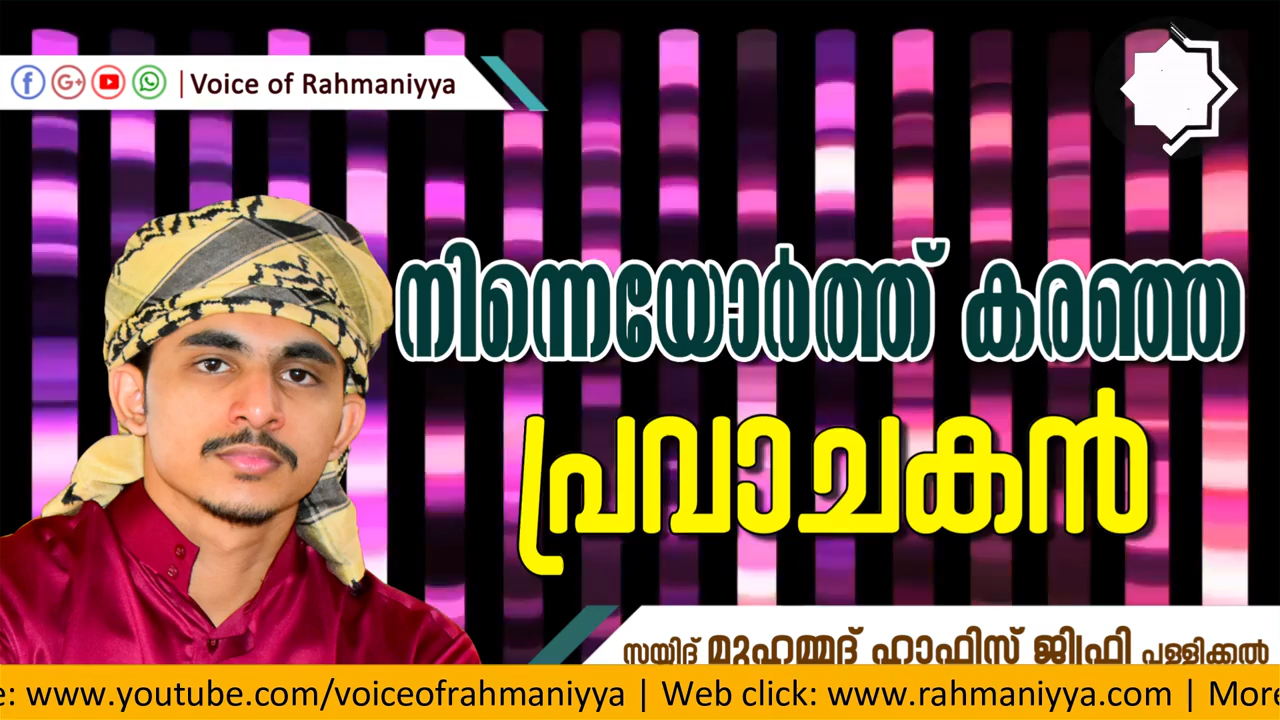 | Voice of Rahmaniyya
നിന്നെയോർത്ത് കരഞ്ഞ
പ്രവാചകൻ
സയിദ് മുഹമ്മദ് ഹാഫിസ് ജിഫ്രി പള്ളിക്കൽ
e: www.youtube.com/voiceofrahmaniyya | Web click: www.rahmaniyya.com | More